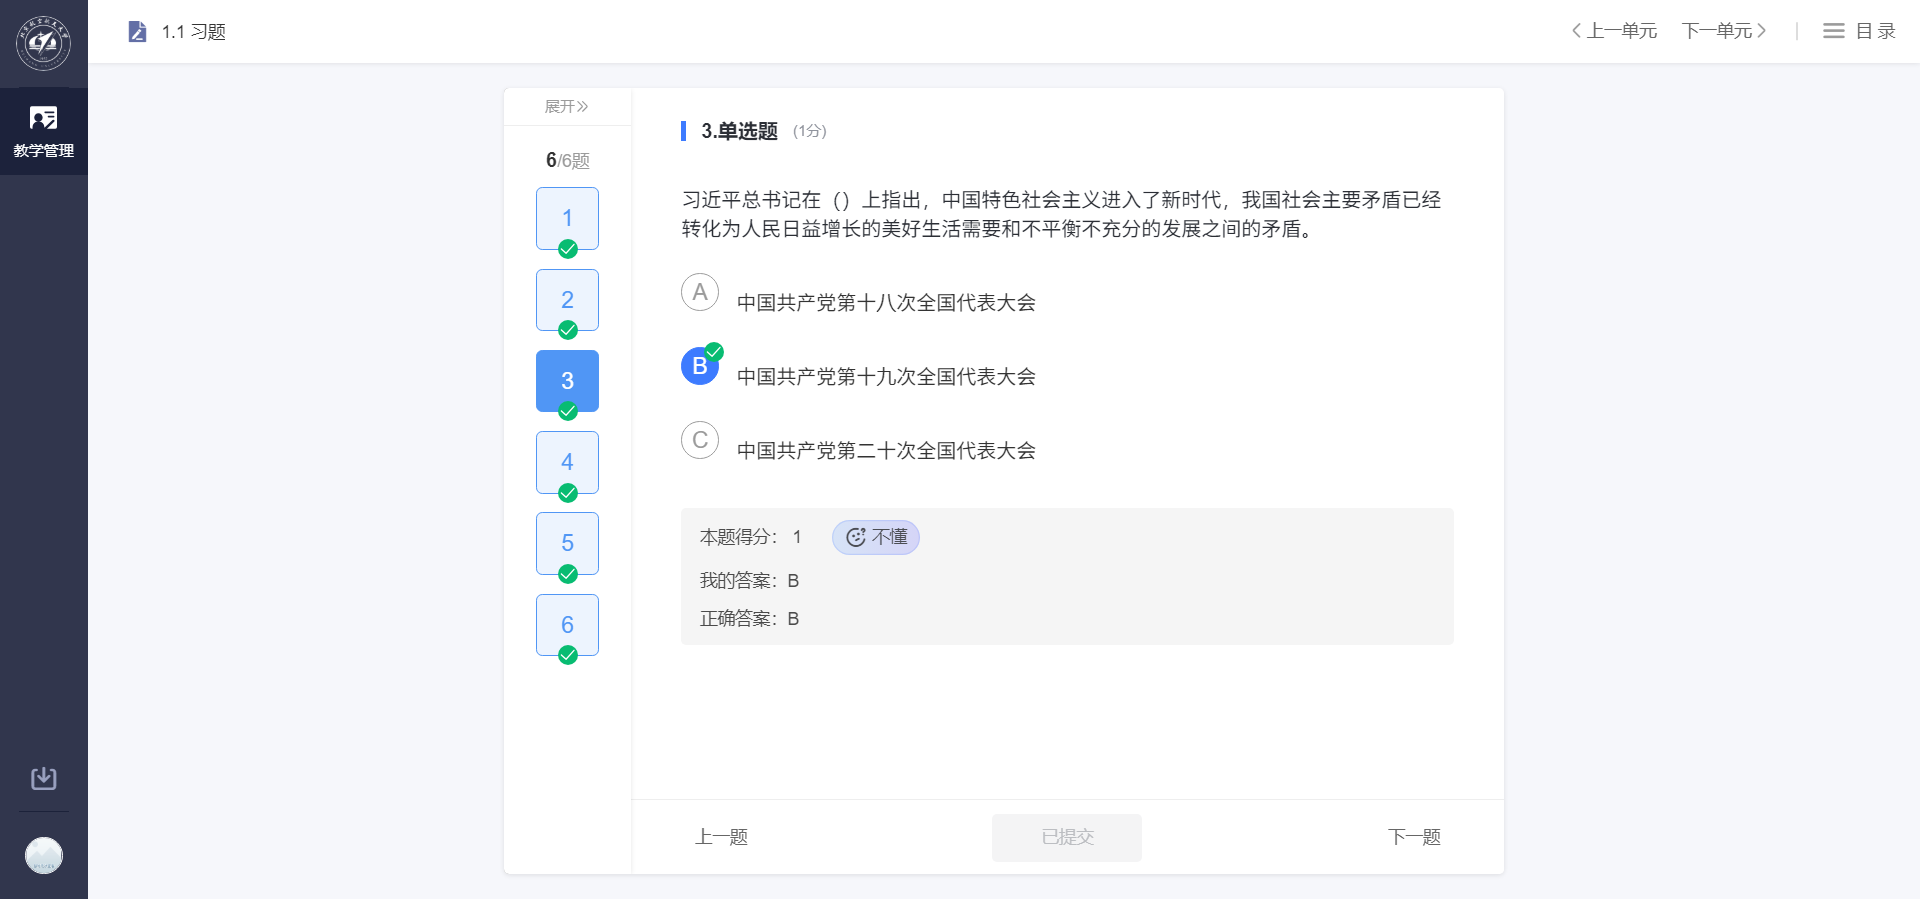 1.1 习题
上一单元
下一单元
目录
教学管理
展开
6/6题
1
2
3
4
5
6
3.单选题 (1分)
习近平总书记在（）上指出，中国特色社会主义进入了新时代，我国社会主要矛盾已经
转化为人民日益增长的美好生活需要和不平衡不充分的发展之间的矛盾。
A 中国共产党第十八次全国代表大会
B 中国共产党第十九次全国代表大会
C 中国共产党第二十次全国代表大会
本题得分： 1 不懂
我的答案：B
正确答案：B
上一题
已提交
下一题